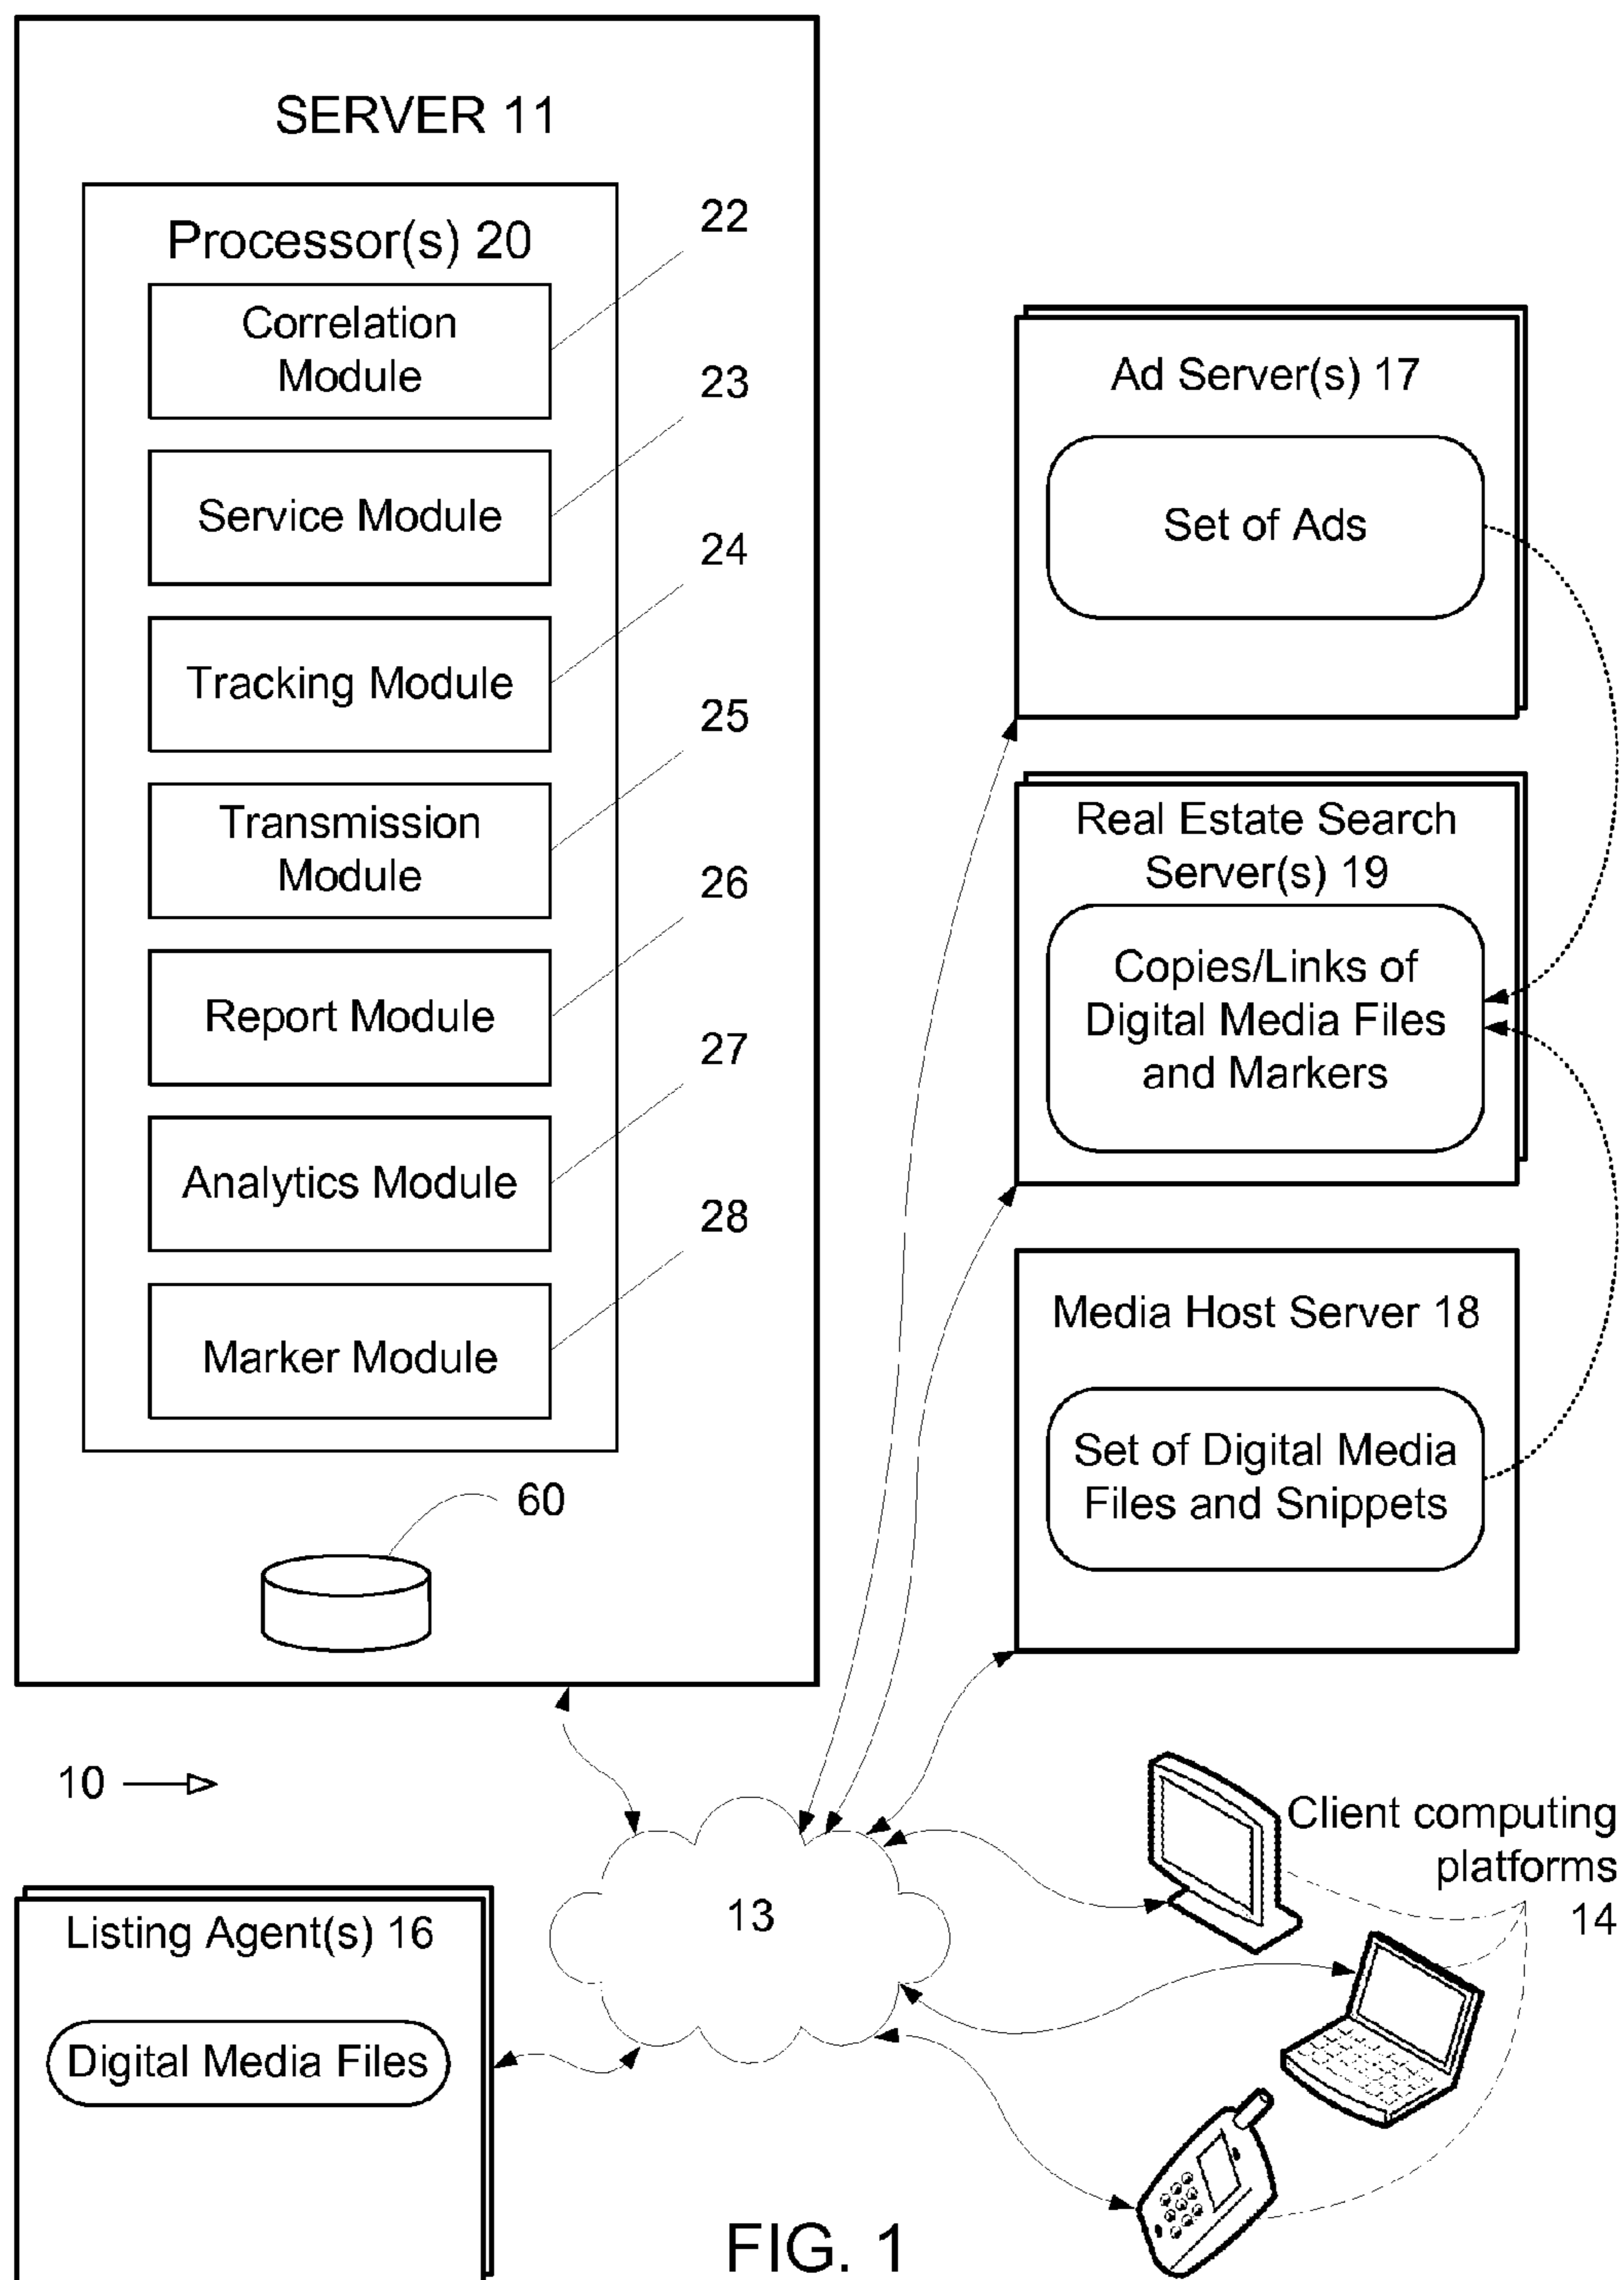 SERVER 11
Processor(s) 20
Correlation
Module
22
Service Module
23
Tracking Module
24
Transmission
Module
25
Report Module
26
Analytics Module
27
Marker Module
28
60
Ad Server(s) 17
Set of Ads
Real Estate Search
Server(s) 19
Copies/Links of
Digital Media Files
and Markers
Media Host Server 18
Set of Digital Media
Files and Snippets
10
13
Client computing
platforms
14
Listing Agent(s) 16
Digital Media Files
FIG. 1